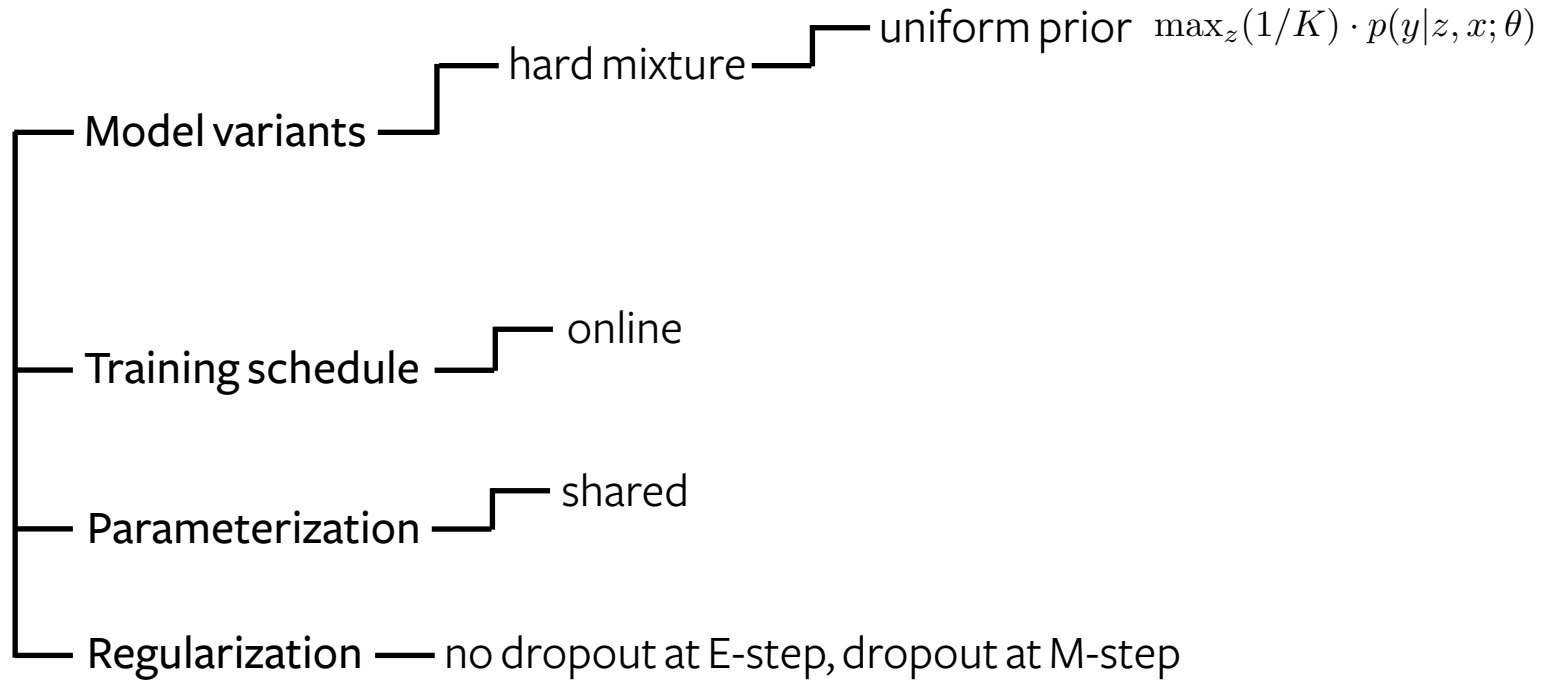 uniform prior $\max_z (1/K) \cdot p(y|z, x; \theta)$
hard mixture
Model variants
online
Training schedule
shared
Parameterization
Regularization no dropout at E-step, dropout at M-step